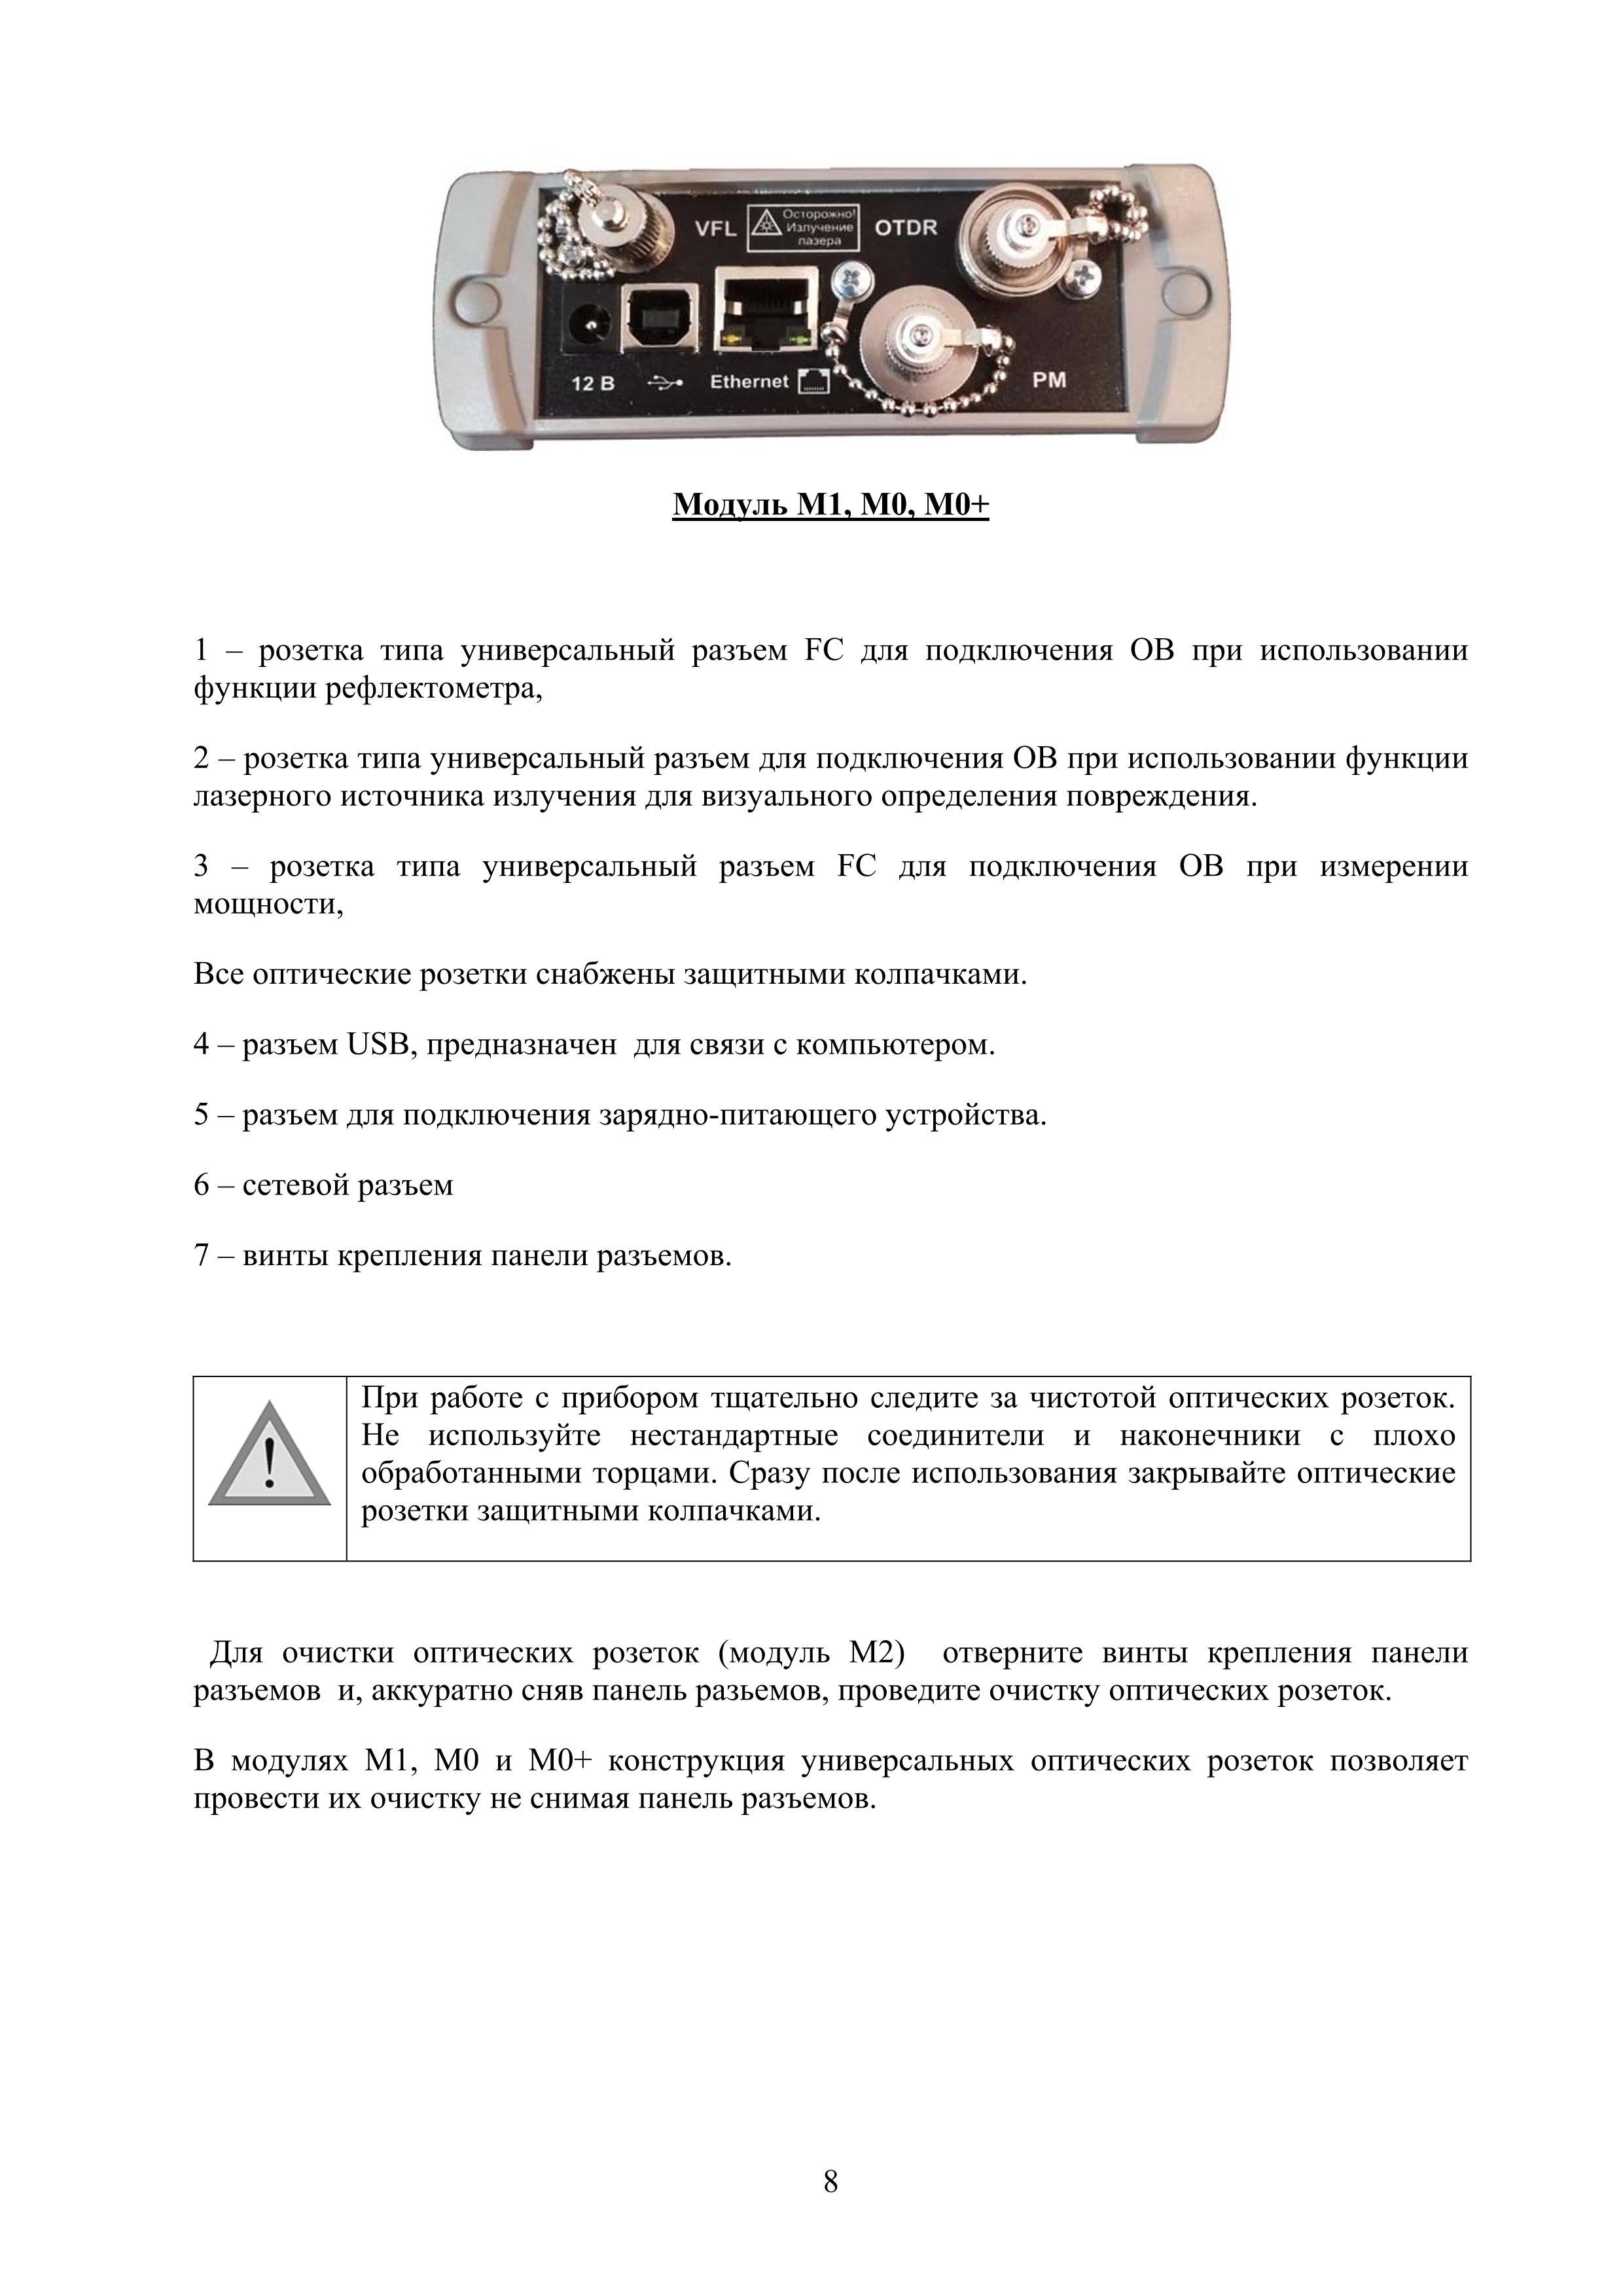 VFL
Осторожно!
Излучение
лазера
OTDR
12 В
Ethernet
PM
Модуль М1, М0, М0+
1 – розетка типа универсальный разъем FC для подключения ОВ при использовании
функции рефлектометра,
2 – розетка типа универсальный разъем для подключения ОВ при использовании функции
лазерного источника излучения для визуального определения повреждения.
3 – розетка типа универсальный разъем FC для подключения ОВ при измерении
мощности,
Все оптические розетки снабжены защитными колпачками.
4 – разъем USB, предназначен  для связи с компьютером.
5 – разъем для подключения зарядно-питающего устройства.
6 – сетевой разъем
7 – винты крепления панели разъемов.
При работе с прибором тщательно следите за чистотой оптических розеток.
Не используйте нестандартные соединители и наконечники с плохо
обработанными торцами. Сразу после использования закрывайте оптические
розетки защитными колпачками.
Для очистки оптических розеток (модуль М2)  отверните винты крепления панели
разъемов  и, аккуратно сняв панель разьемов, проведите очистку оптических розеток.
В модулях М1, М0 и М0+ конструкция универсальных оптических розеток позволяет
провести их очистку не снимая панель разъемов.
8